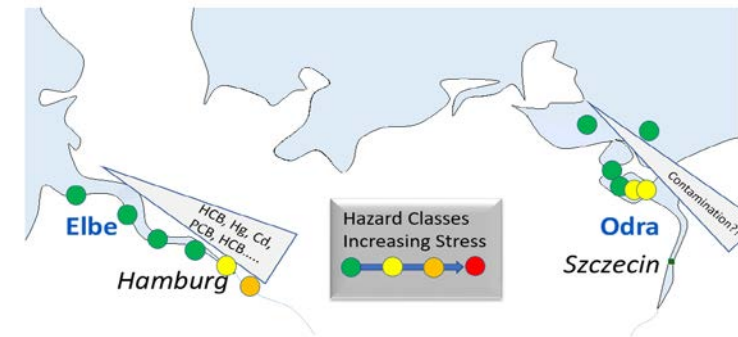 HCB, Hg, Cd,
PCB, HCB.....
Elbe
Hamburg
Hazard Classes
Increasing Stress
Contamination??
Odra
Szczecin